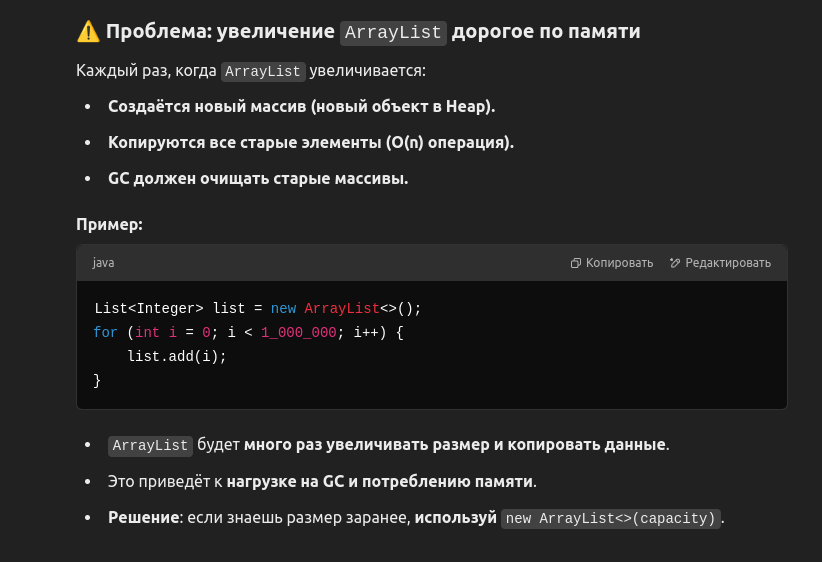 ⚠️ Проблема: увеличение ArrayList дорогое по памяти
Каждый раз, когда ArrayList увеличивается:
• Создаётся новый массив (новый объект в Heap).
• Копируются все старые элементы (O(n) операция).
• GC должен очищать старые массивы.
Пример:
java Копировать Редактировать
List<Integer> list = new ArrayList<>();
for (int i = 0; i < 1_000_000; i++) {
    list.add(i);
}
• ArrayList будет много раз увеличивать размер и копировать данные.
• Это приведёт к нагрузке на GC и потреблению памяти.
• Решение: если знаешь размер заранее, используй new ArrayList<>(capacity).